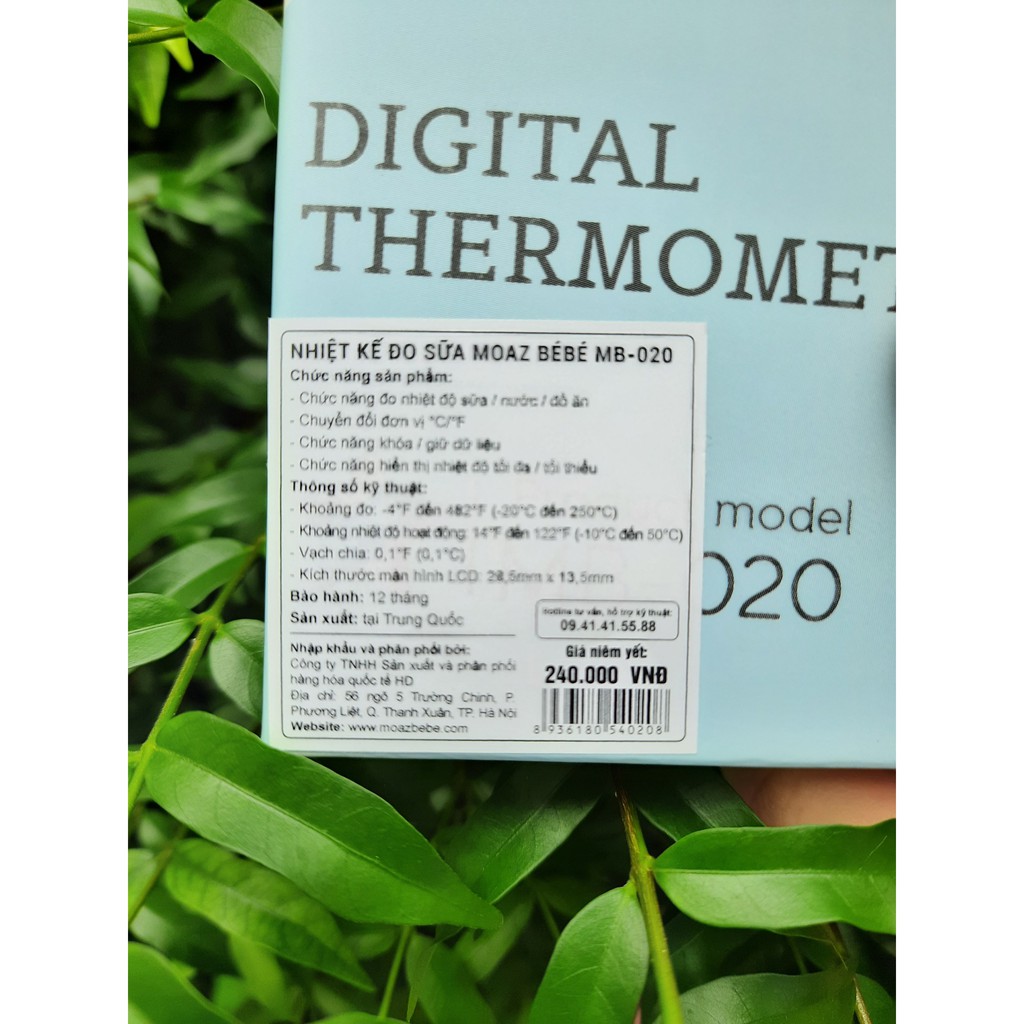 DIGITAL
THERMOMET
model
020
NHIỆT KẾ ĐO SỮA MOAZ BÉBÉ MB-020
Chức năng sản phẩm:
- Chức năng đo nhiệt độ sữa / nước / đồ ăn
- Chuyển đổi đơn vị °C/°F
- Chức năng khóa / giữ dữ liệu
- Chức năng hiển thị nhiệt độ tối đa / tối thiểu
Thông số kỹ thuật:
- Khoảng đo: -4°F đến 482°F (-20°C đến 250°C)
- Khoảng nhiệt độ hoạt động: 14°F đến 122°F (-10°C đến 50°C)
- Vạch chia: 0,1°F (0,1°C)
- Kích thước màn hình LCD: 28,5mm x 13,5mm
Bảo hành: 12 tháng
Sản xuất: tại Trung Quốc
Hotline tư vấn, hỗ trợ kỹ thuật:
09.41.41.55.88
Nhập khẩu và phân phối bởi:
Công ty TNHH Sản xuất và phân phối
hàng hóa quốc tế HD
Địa chỉ: 56 ngõ 5 Trường Chinh, P.
Phương Liệt, Q. Thanh Xuân, TP. Hà Nội
Website: www.moazbebe.com
Giá niêm yết:
240.000 VNĐ
8 936180 540208